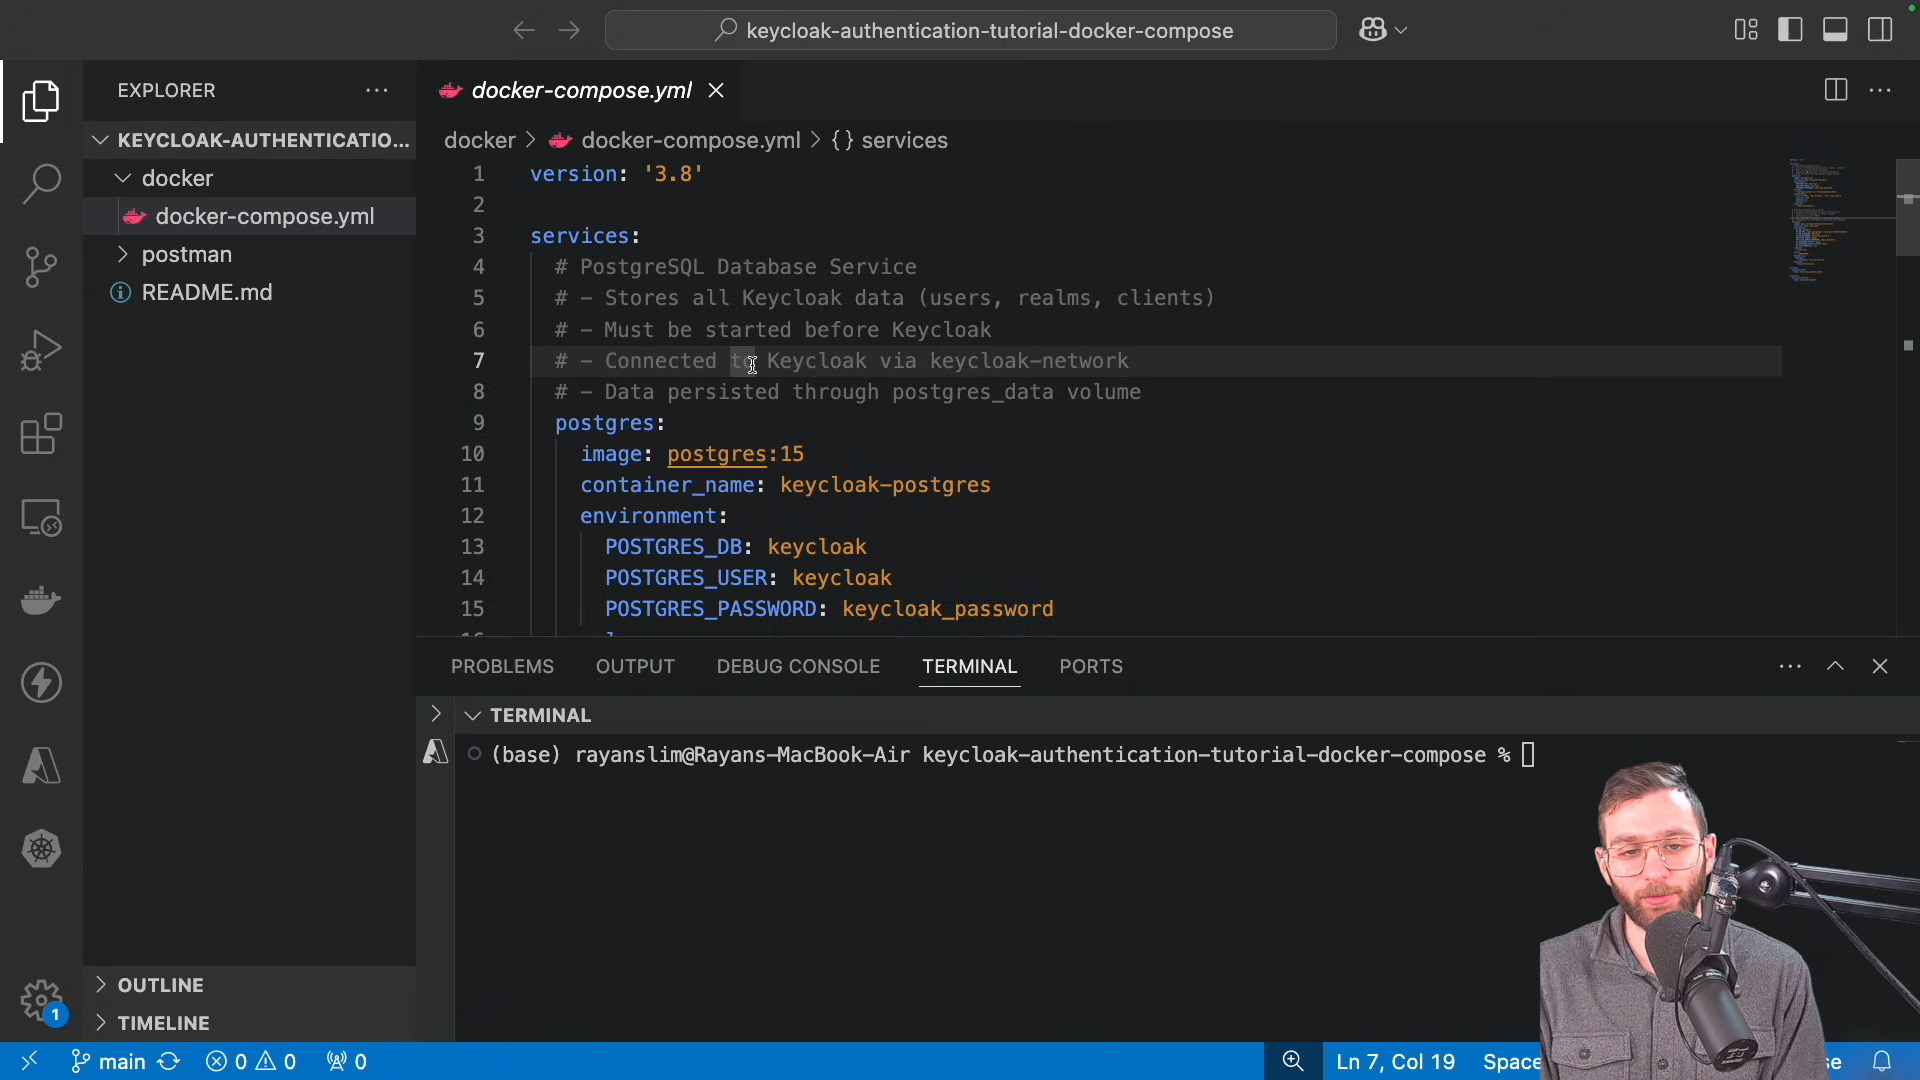 keycloak-authentication-tutorial-docker-compose
EXPLORER
KEYCLOAK-AUTHENTICATIO...
docker
docker-compose.yml
postman
README.md
OUTLINE
TIMELINE
docker-compose.yml
docker > docker-compose.yml > {} services
1 version: '3.8'
2
3 services:
4 # PostgreSQL Database Service
5 # - Stores all Keycloak data (users, realms, clients)
6 # - Must be started before Keycloak
7 # - Connected to Keycloak via keycloak-network
8 # - Data persisted through postgres_data volume
9 postgres:
10 image: postgres:15
11 container_name: keycloak-postgres
12 environment:
13 POSTGRES_DB: keycloak
14 POSTGRES_USER: keycloak
15 POSTGRES_PASSWORD: keycloak_password
PROBLEMS OUTPUT DEBUG CONSOLE TERMINAL PORTS
TERMINAL
(base) rayanslim@Rayans-MacBook-Air keycloak-authentication-tutorial-docker-compose %
1
main 0 0 0 Ln 7, Col 19